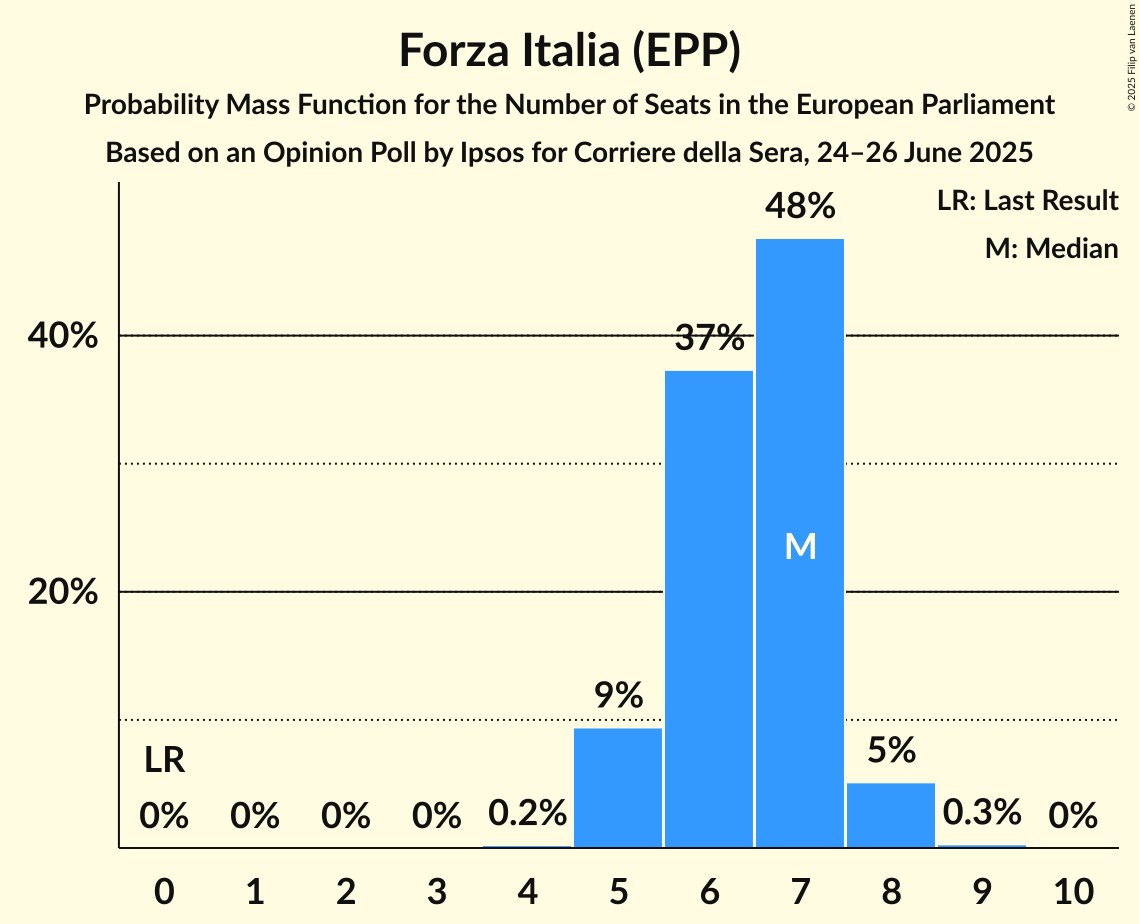 Forza Italia (EPP)
Probability Mass Function for the Number of Seats in the European Parliament
Based on an Opinion Poll by Ipsos for Corriere della Sera, 24–26 June 2025
© 2025 Filip van Laenen
LR: Last Result
M: Median
48%
40%
37%
M
20%
9%
LR
5%
0% 0% 0% 0% 0.2% 0.3% 0%
0 1 2 3 4 5 6 7 8 9 10